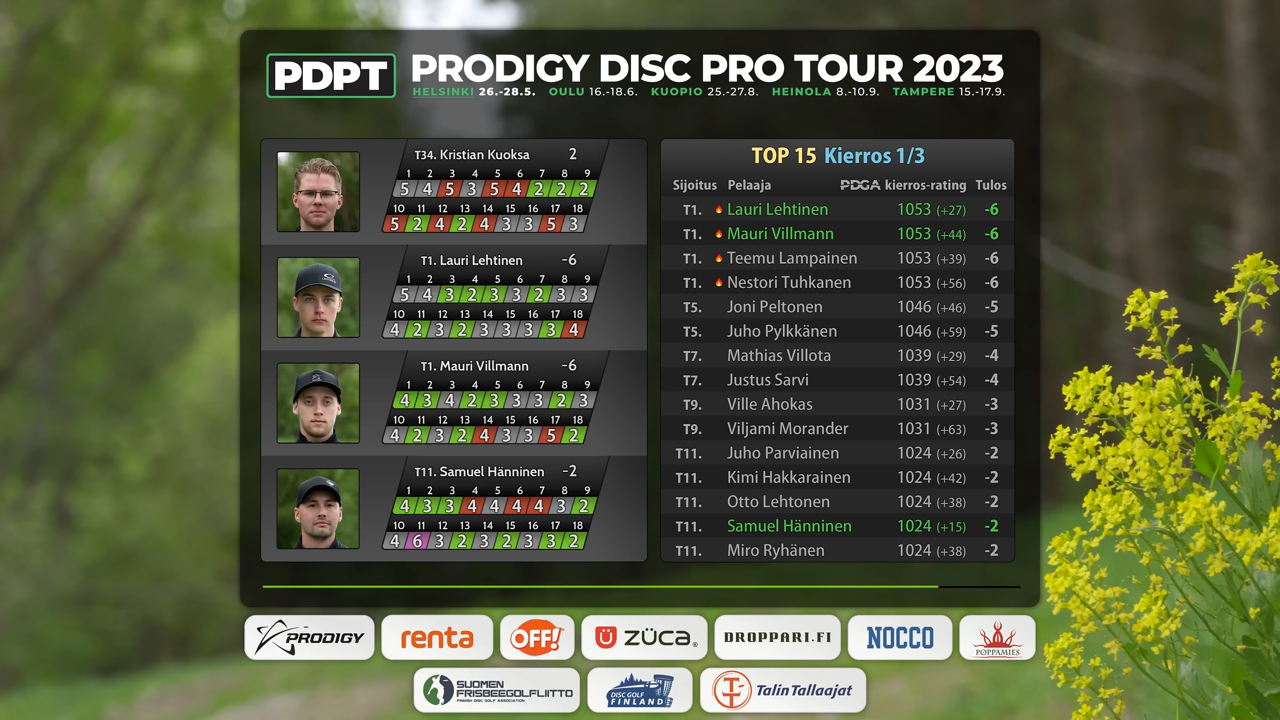 PDPT
PRODIGY DISC PRO TOUR 2023
HELSINKI 26.-28.5. OULU 16.-18.6. KUOPIO 25.-27.8. HEINOLA 8.-10.9. TAMPERE 15.-17.9.
T34. Kristian Kuoksa 2
1 2 3 4 5 6 7 8 9
5 4 5 3 5 4 2 2 2
10 11 12 13 14 15 16 17 18
5 2 4 2 4 3 3 5 3
T1. Lauri Lehtinen -6
1 2 3 4 5 6 7 8 9
5 4 3 2 3 3 2 3 3
10 11 12 13 14 15 16 17 18
4 2 3 2 3 3 3 3 4
T1. Mauri Villmann -6
1 2 3 4 5 6 7 8 9
4 3 4 2 3 3 3 2 3
10 11 12 13 14 15 16 17 18
4 2 3 2 4 3 3 5 2
T11. Samuel Hänninen -2
1 2 3 4 5 6 7 8 9
4 3 3 4 4 4 4 3 2
10 11 12 13 14 15 16 17 18
4 6 3 2 3 2 3 3 2
TOP 15 Kierros 1/3
Sijoitus Pelaaja PDGA kierros-rating Tulos
T1. Lauri Lehtinen 1053 (+27) -6
T1. Mauri Villmann 1053 (+44) -6
T1. Teemu Lampainen 1053 (+39) -6
T1. Nestori Tuhkanen 1053 (+56) -6
T5. Joni Peltonen 1046 (+46) -5
T5. Juho Pylkkänen 1046 (+59) -5
T7. Mathias Villota 1039 (+29) -4
T7. Justus Sarvi 1039 (+54) -4
T9. Ville Ahokas 1031 (+27) -3
T9. Viljami Morander 1031 (+63) -3
T11. Juho Parviainen 1024 (+26) -2
T11. Kimi Hakkarainen 1024 (+42) -2
T11. Otto Lehtonen 1024 (+38) -2
T11. Samuel Hänninen 1024 (+15) -2
T11. Miro Ryhänen 1024 (+38) -2
PRODIGY renta OFF! ZÜCA® DROPPARI.FI NOCCO POPPAMIES
SUOMEN
FRISBEEGOLFLIITTO
FINNISH DISC GOLF ASSOCIATION
DISC GOLF
FINLAND
Talin Tallaajat